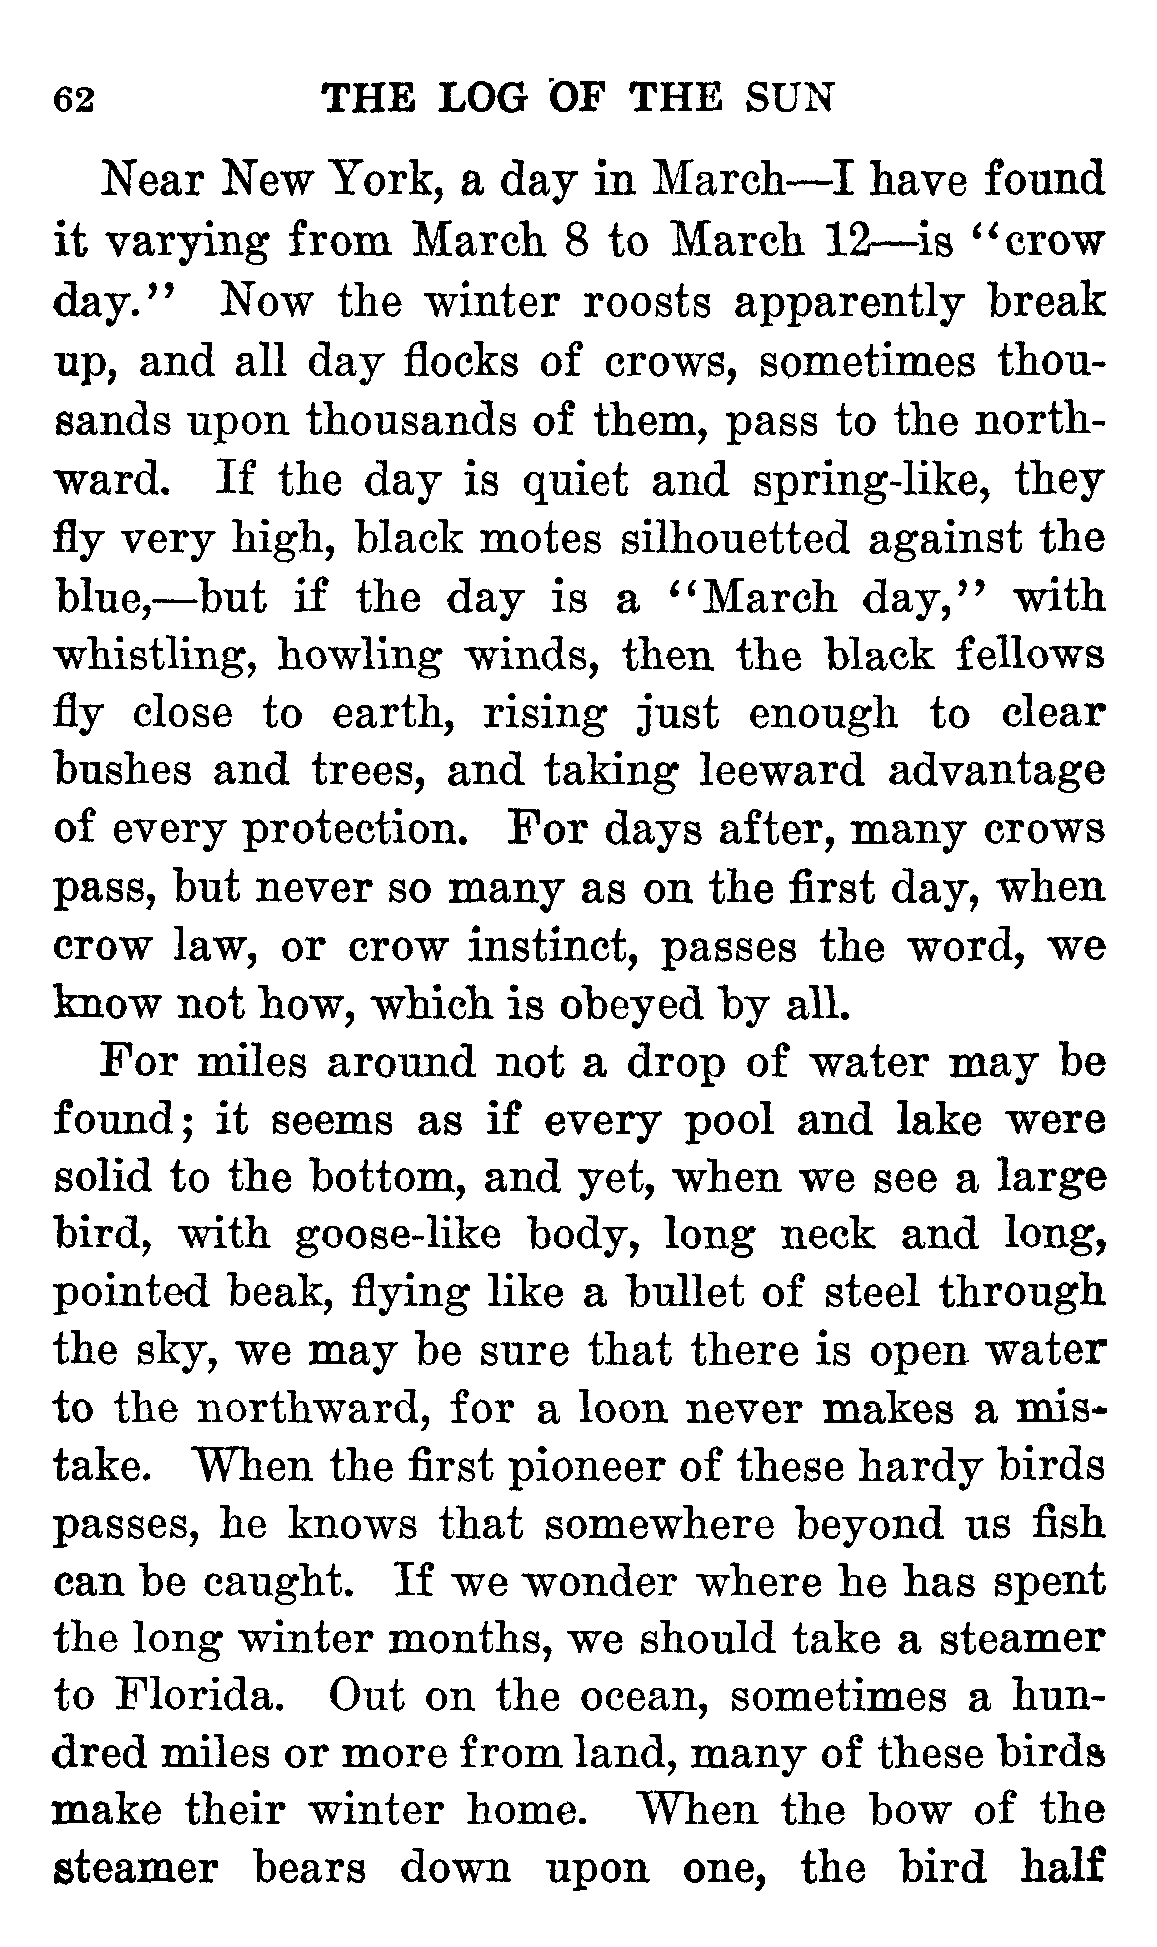 62 THE LOG OF THE SUN
Near New York, a day in March—I have found
it varying from March 8 to March 12—is "crow
day." Now the winter roosts apparently break
up, and all day flocks of crows, sometimes thou-
sands upon thousands of them, pass to the north-
ward. If the day is quiet and spring-like, they
fly very high, black motes silhouetted against the
blue,—but if the day is a "March day," with
whistling, howling winds, then the black fellows
fly close to earth, rising just enough to clear
bushes and trees, and taking leeward advantage
of every protection. For days after, many crows
pass, but never so many as on the first day, when
crow law, or crow instinct, passes the word, we
know not how, which is obeyed by all.
For miles around not a drop of water may be
found; it seems as if every pool and lake were
solid to the bottom, and yet, when we see a large
bird, with goose-like body, long neck and long,
pointed beak, flying like a bullet of steel through
the sky, we may be sure that there is open water
to the northward, for a loon never makes a mis-
take. When the first pioneer of these hardy birds
passes, he knows that somewhere beyond us fish
can be caught. If we wonder where he has spent
the long winter months, we should take a steamer
to Florida. Out on the ocean, sometimes a hun-
dred miles or more from land, many of these birds
make their winter home. When the bow of the
steamer bears down upon one, the bird half